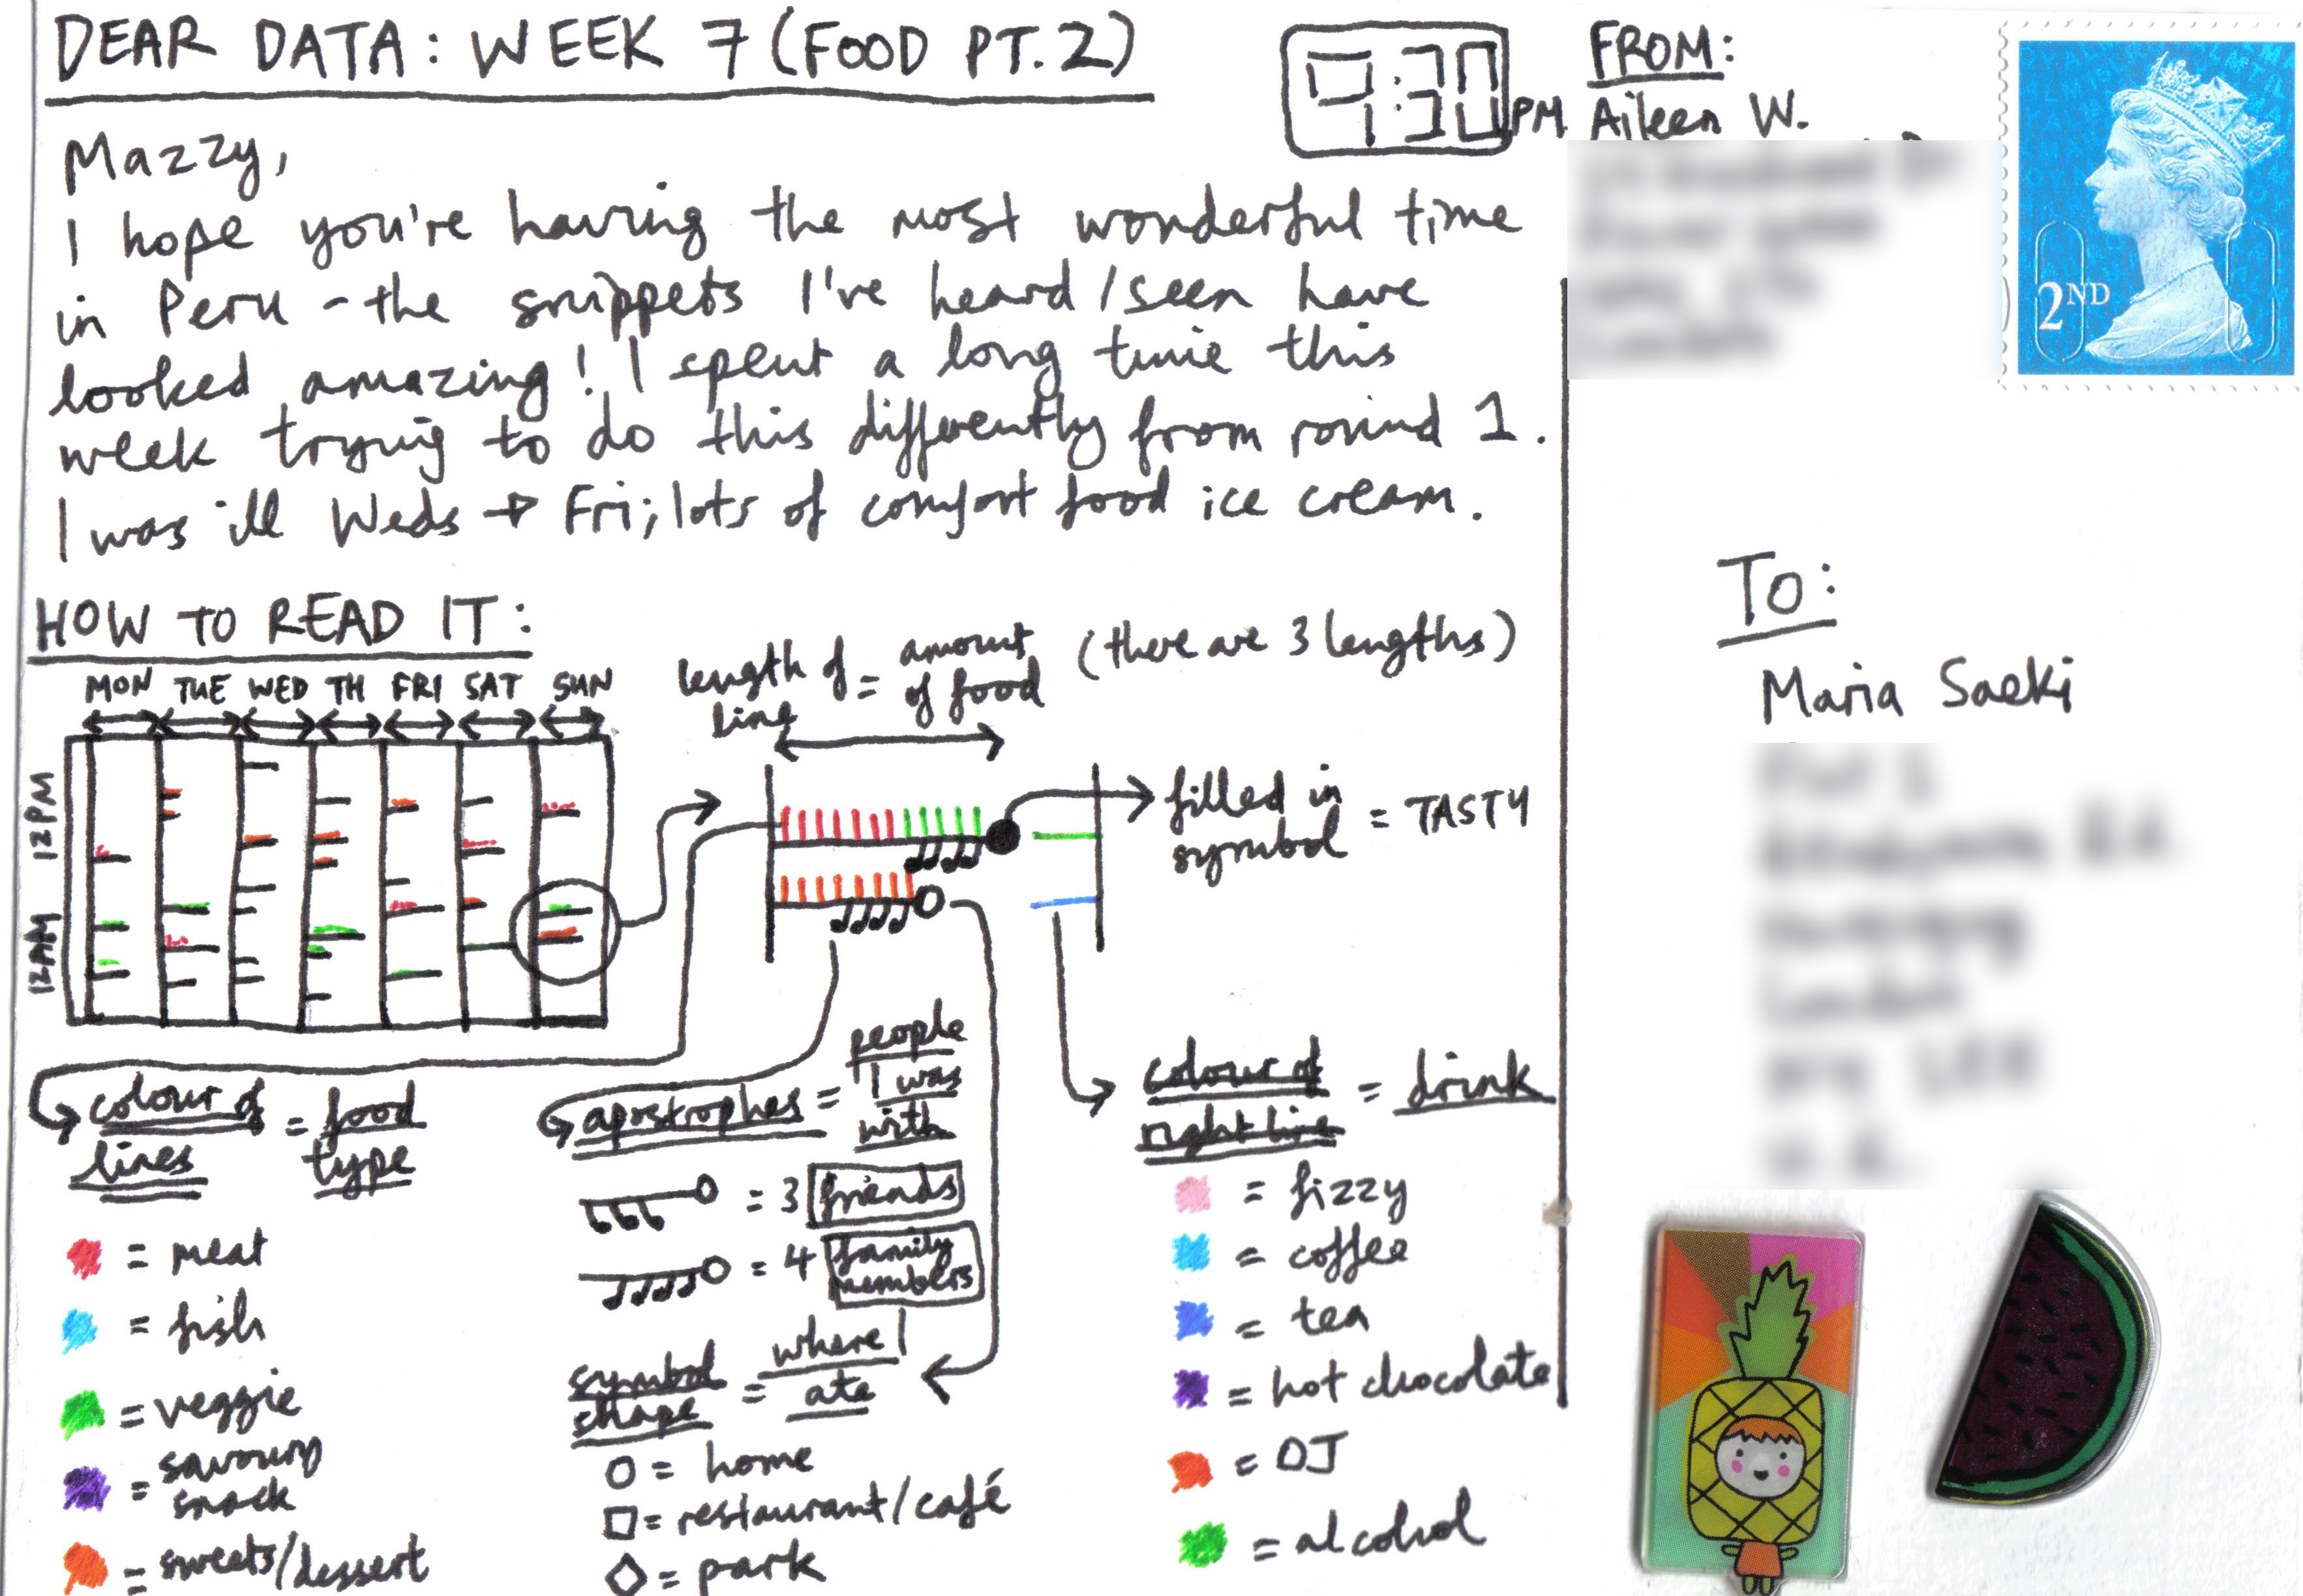 DEAR DATA: WEEK 7 (FOOD PT.2)
9:30 PM
Mazzy,
I hope you're having the most wonderful time
in Peru - the snippets I've heard/seen have
looked amazing! I spent a long time this
week trying to do this differently from round 1.
I was ill Weds → Fri; lots of comfort food ice cream.
HOW TO READ IT:
MON TUE WED TH FRI SAT SUN
12PM
12AM
length of line = amount of food (there are 3 lengths)
filled in symbol = TASTY
colour of lines = food type
= meat
= fish
= veggie
= savoury snack
= sweets/dessert
apostrophes = people I was with
= 3 friends
= 4 family members
symbol shape = where I ate
= home
= restaurant/café
= park
colour of right line = drink
= fizzy
= coffee
= tea
= hot chocolate
= OJ
= alcohol
FROM:
Aileen W.
2ND
TO:
Maria Saeki